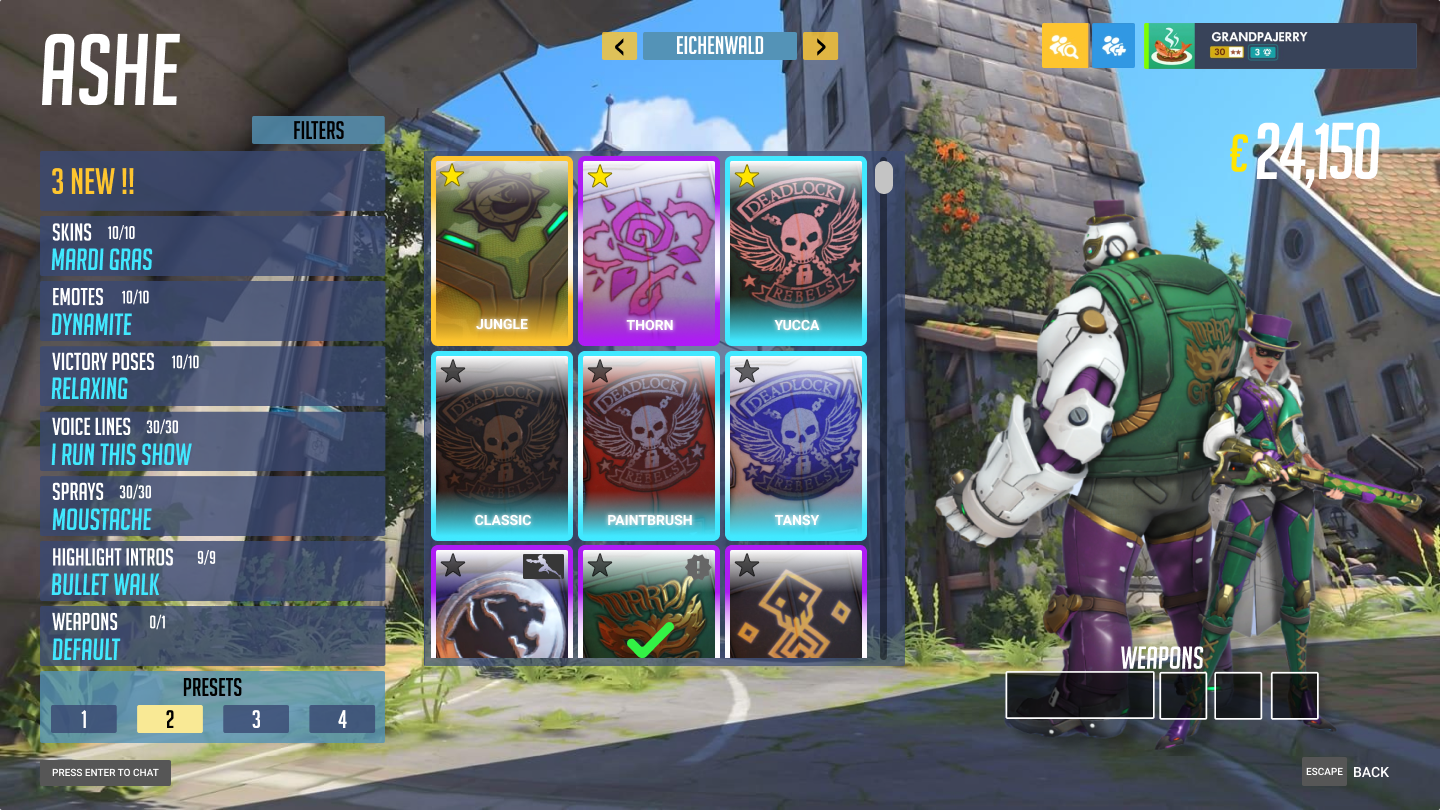 ASHE
<
EICHENWALD
>
GRANDPAJERRY
30
3
€ 24,150
FILTERS
3 NEW !!
SKINS 10/10
MARDI GRAS
EMOTES 10/10
DYNAMITE
VICTORY POSES 10/10
RELAXING
VOICE LINES 30/30
I RUN THIS SHOW
SPRAYS 30/30
MOUSTACHE
HIGHLIGHT INTROS 9/9
BULLET WALK
WEAPONS 0/1
DEFAULT
PRESETS
1 2 3 4
PRESS ENTER TO CHAT
JUNGLE
THORN
DEADLOCK
REBELS
YUCCA
DEADLOCK
REBELS
CLASSIC
DEADLOCK
REBELS
PAINTBRUSH
DEADLOCK
REBELS
TANSY
MARDI
!
MARDI
WEAPONS
ESCAPE BACK